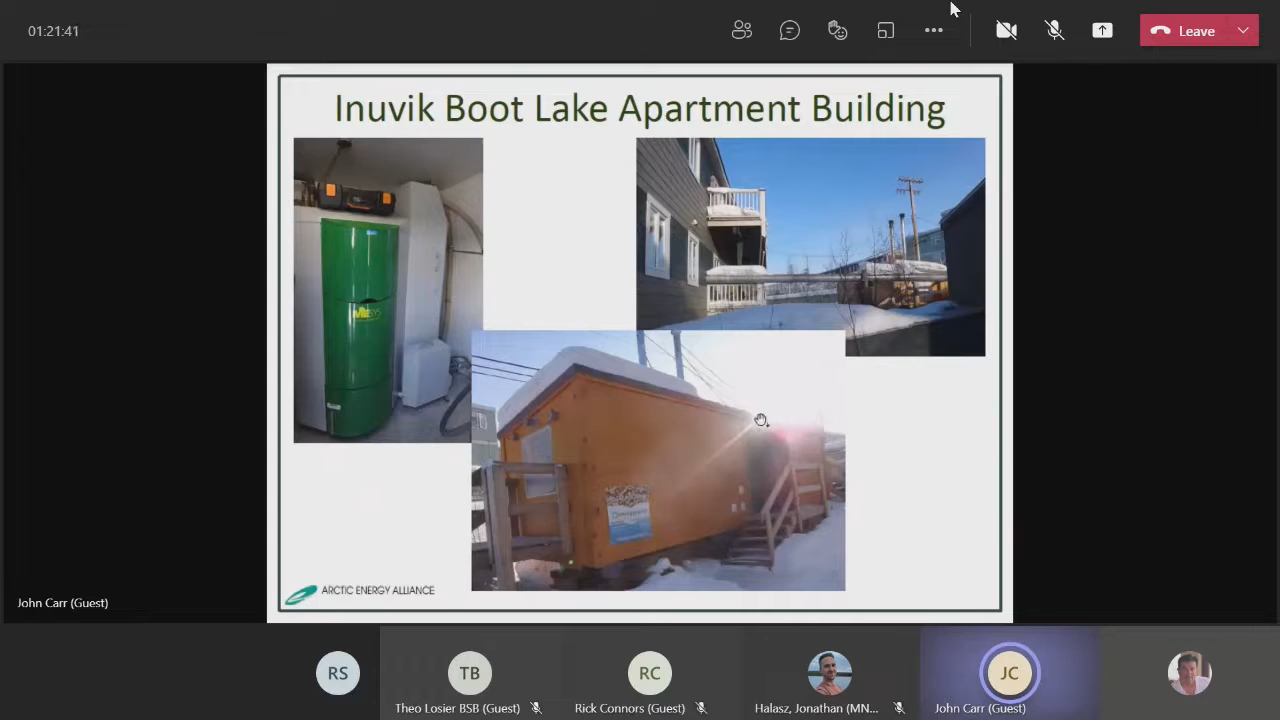 01:21:41
Leave
Inuvik Boot Lake Apartment Building
ARCTIC ENERGY ALLIANCE
John Carr (Guest)
RS
TB
RC
JC
Theo Losier BSB (Guest)
Rick Connors (Guest)
Halasz, Jonathan (MN...
John Carr (Guest)